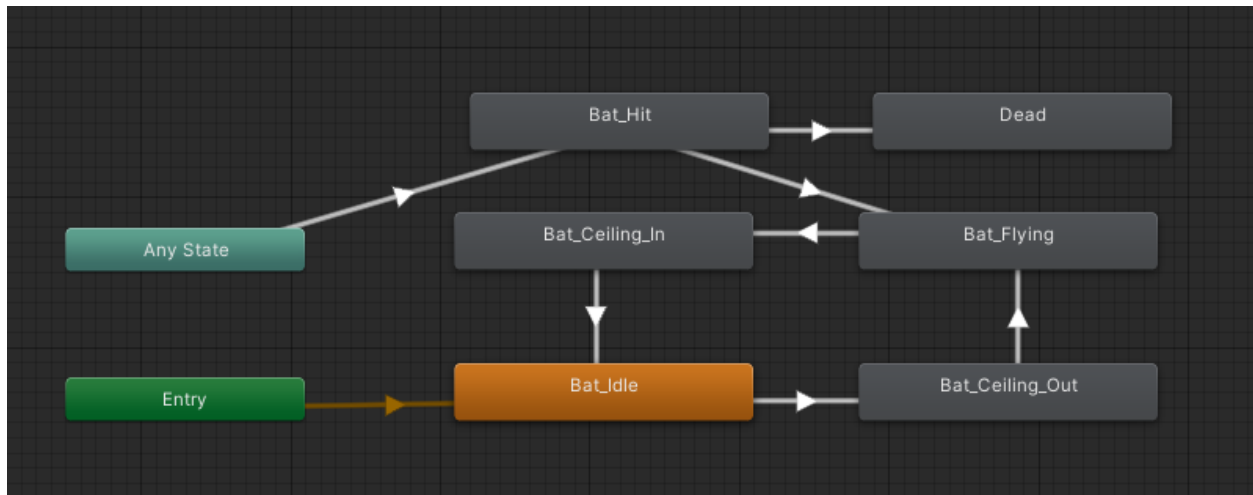 Bat_Hit
Dead
Any State
Bat_Ceiling_In
Bat_Flying
Entry
Bat_Idle
Bat_Ceiling_Out